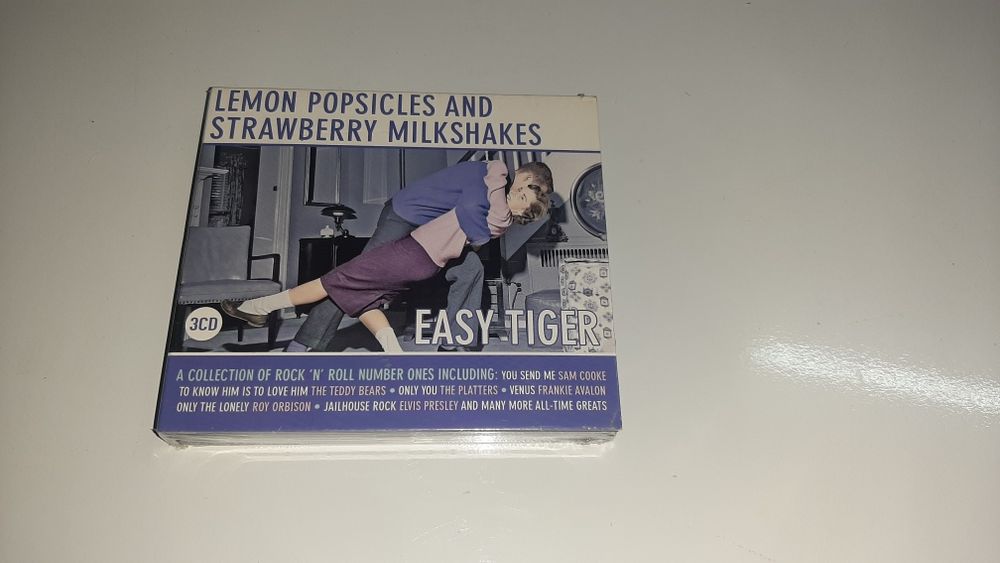 LEMON POPSICLES AND
STRAWBERRY MILKSHAKES
3CD
EASY TIGER
A COLLECTION OF ROCK 'N' ROLL NUMBER ONES INCLUDING: YOU SEND ME SAM COOKE
TO KNOW HIM IS TO LOVE HIM THE TEDDY BEARS • ONLY YOU THE PLATTERS • VENUS FRANKIE AVALON
ONLY THE LONELY ROY ORBISON • JAILHOUSE ROCK ELVIS PRESLEY AND MANY MORE ALL-TIME GREATS